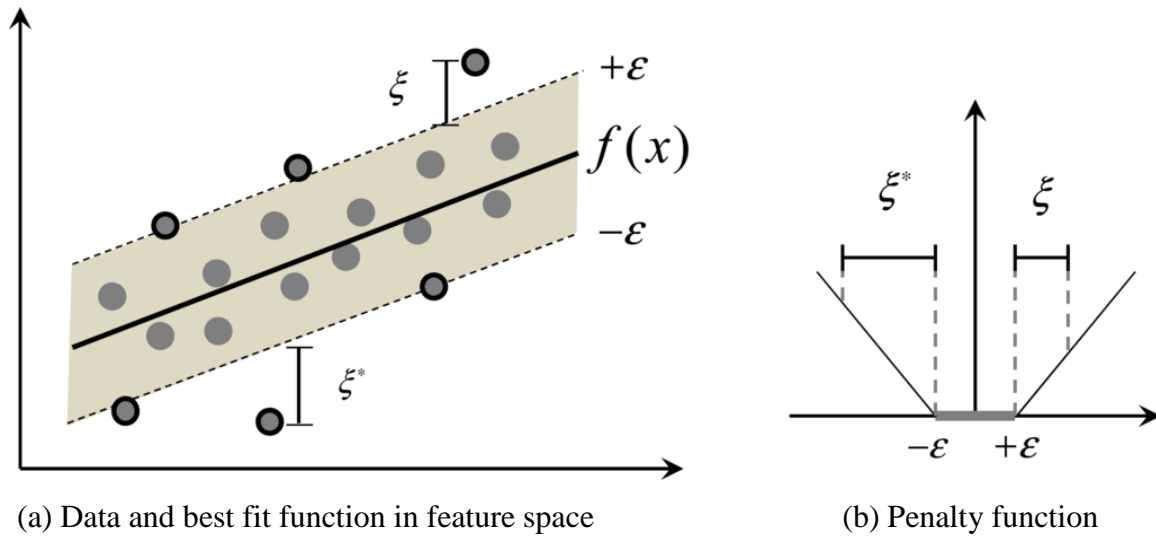 +ε
ξ
f(x)
−ε
ξ*
ξ*
ξ
−ε
+ε
(a) Data and best fit function in feature space
(b) Penalty function